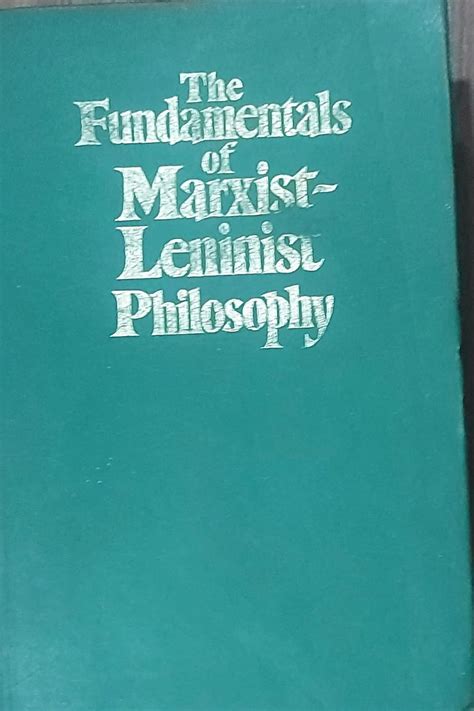 The
Fundamentals
of
Marxist-
Leninist
Philosophy